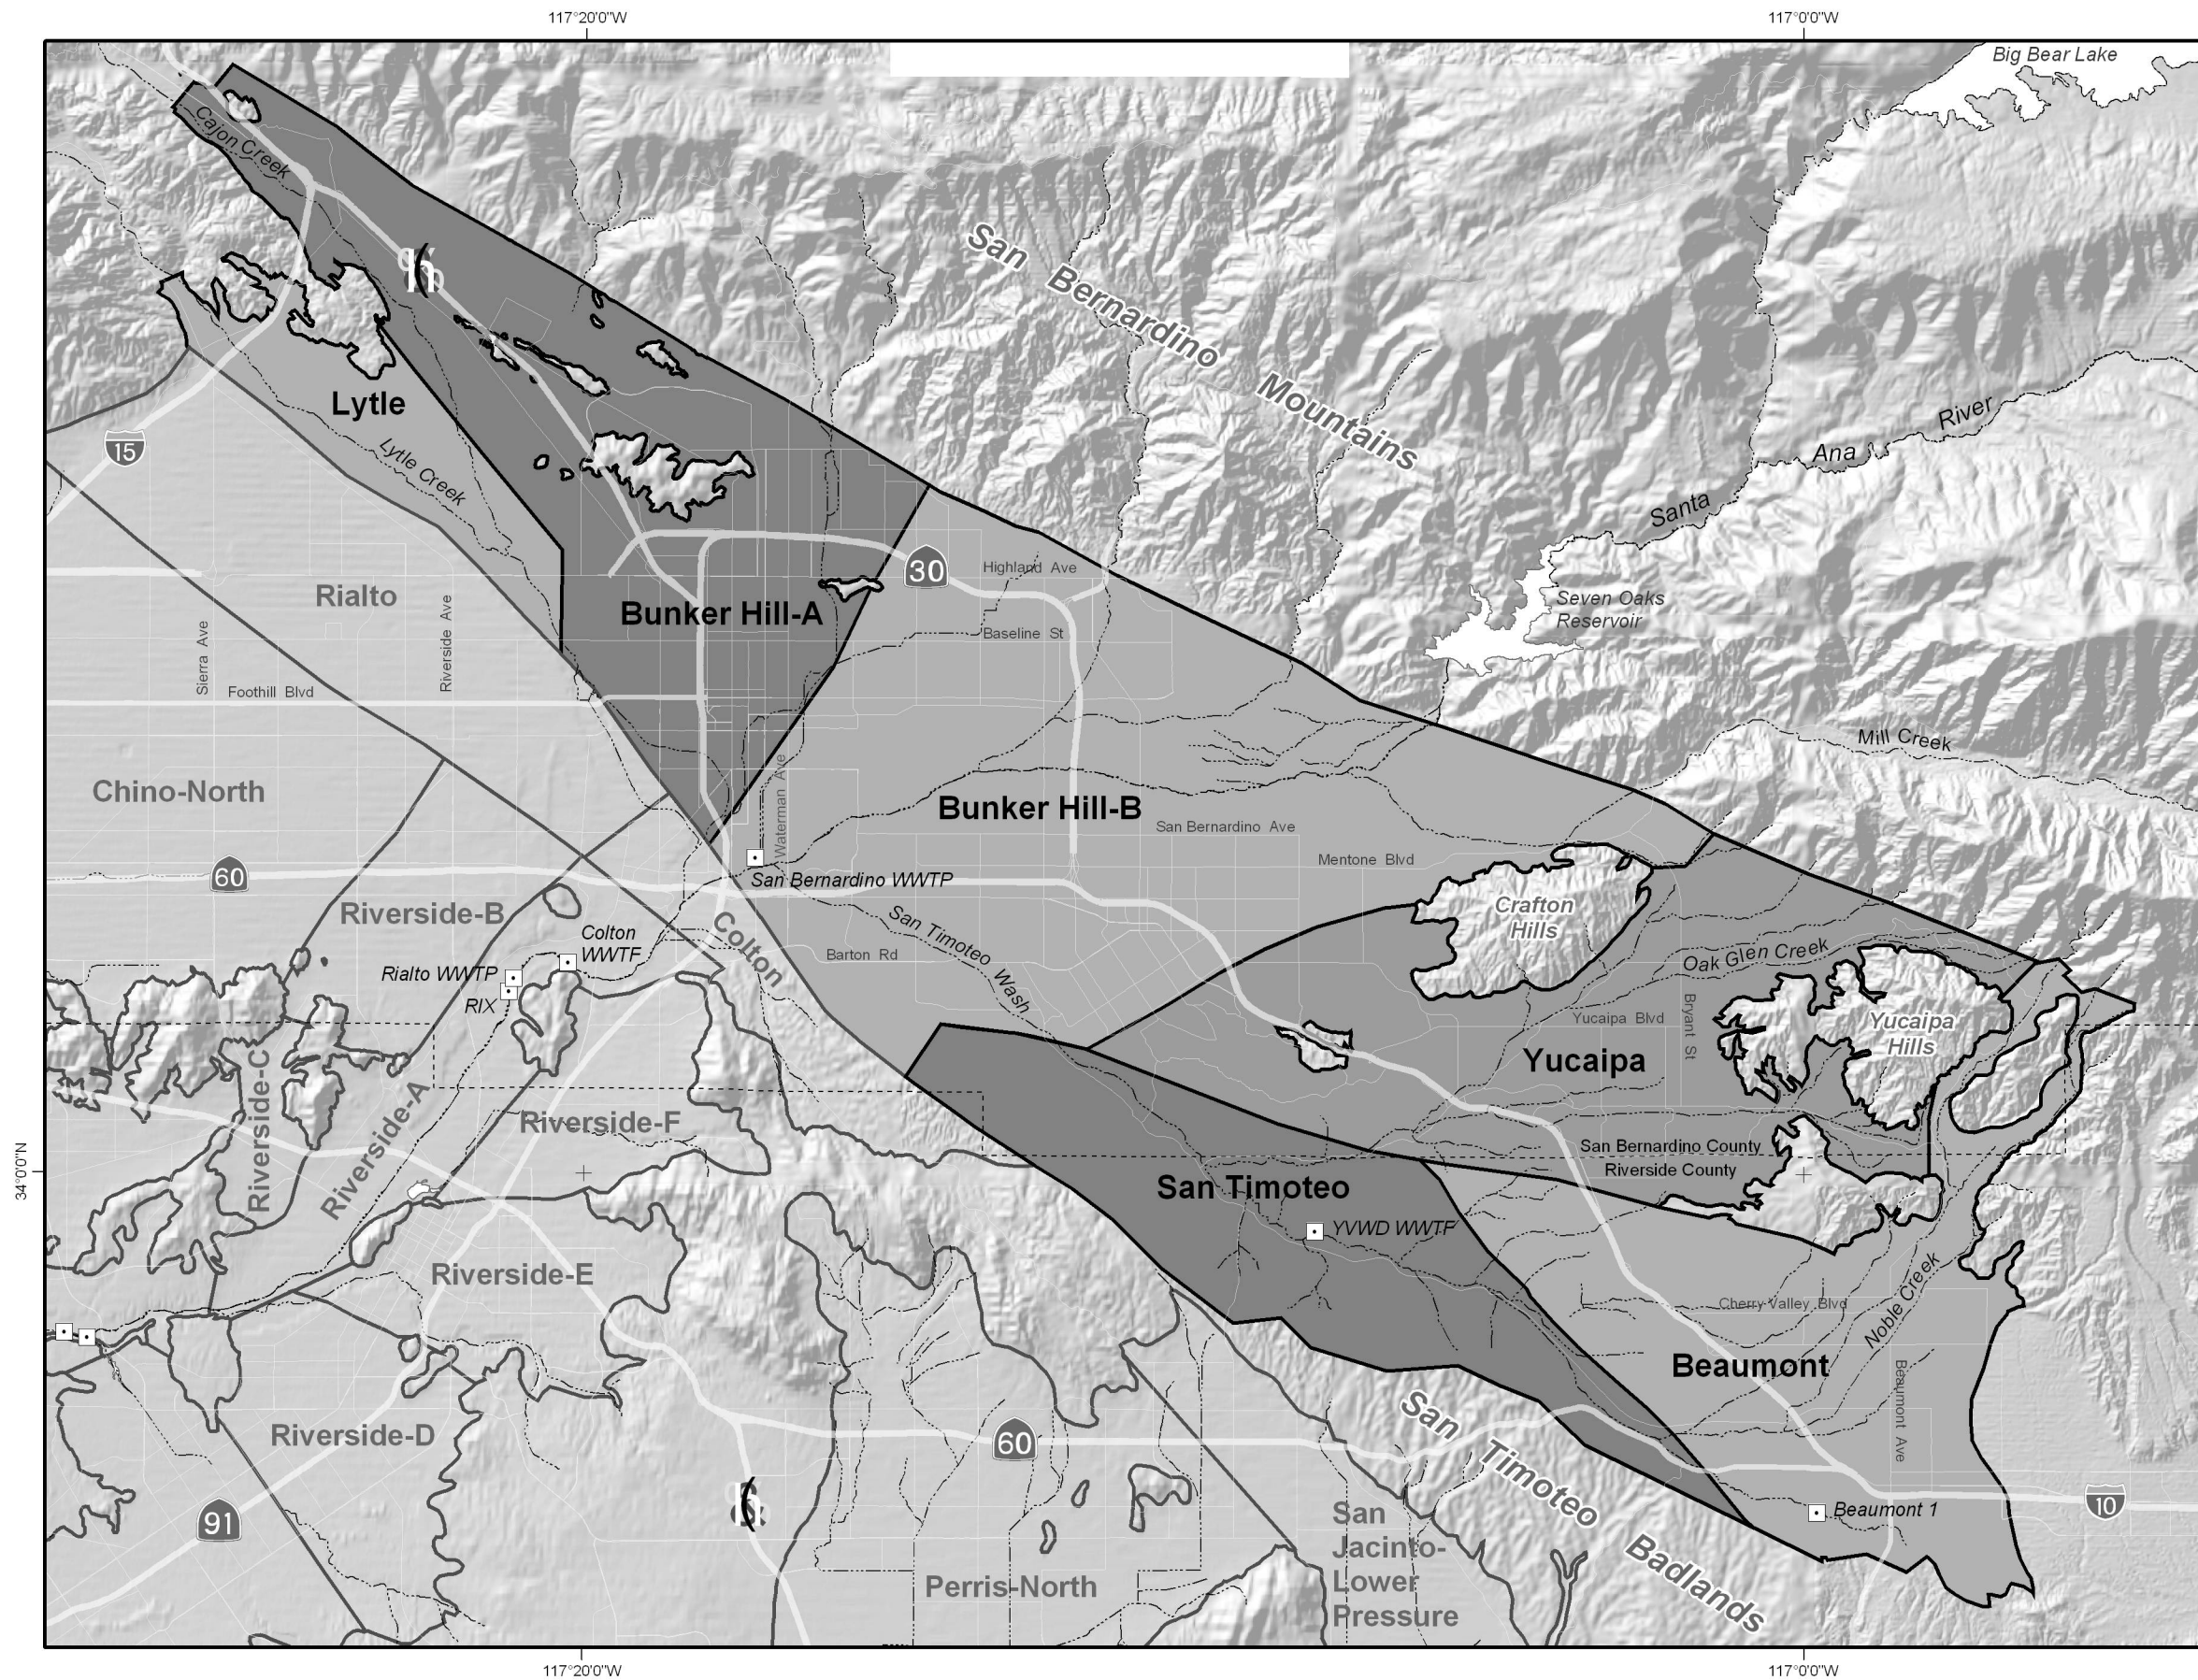 117°20'0"W
117°0'0"W
Big Bear Lake
Cajon Creek
San Bernardino Mountains
Lytle
Lytle Creek
15
Santa Ana River
30
Highland Ave
Baseline St
Seven Oaks
Reservoir
Rialto
Bunker Hill-A
Sierra Ave
Riverside Ave
Foothill Blvd
Mill Creek
Chino-North
Waterman Ave
Bunker Hill-B
San Bernardino Ave
Mentone Blvd
60
San Bernardino WWTP
Riverside-B
Colton
WWTF
Colton
San Timoteo Wash
Barton Rd
Crafton
Hills
Oak Glen Creek
Rialto WWTP
RIX
Yucaipa Blvd
Bryant St
Yucaipa
Hills
Yucaipa
Riverside-C
Riverside-A
Riverside-F
San Bernardino County
Riverside County
34°0'0"N
San Timoteo
YVWD WWTF
Riverside-E
Cherry Valley Blvd
Noble Creek
Beaumont
Beaumont Ave
Riverside-D
60
San Timoteo Badlands
91
10
Beaumont 1
San
Jacinto-
Lower
Pressure
Perris-North
117°20'0"W
117°0'0"W